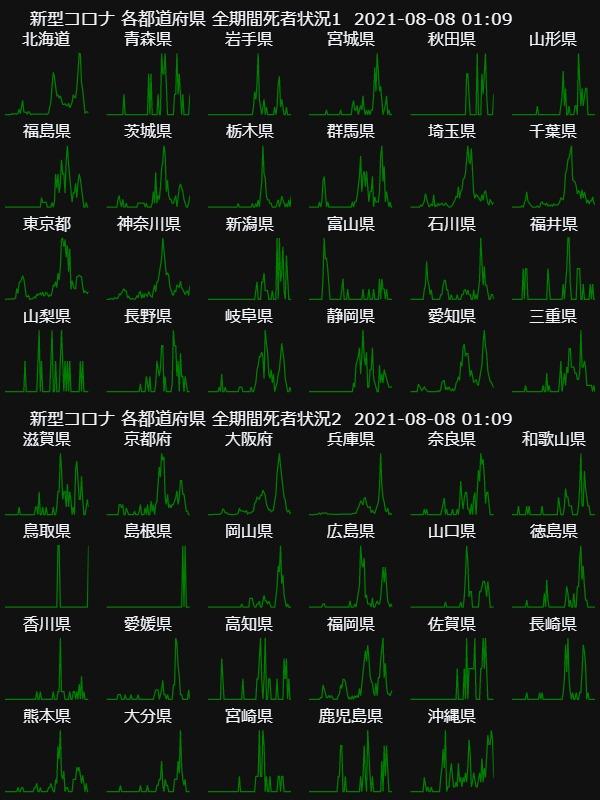 新型コロナ 各都道府県 全期間死者状況1 2021-08-08 01:09
北海道 青森県 岩手県 宮城県 秋田県 山形県
福島県 茨城県 栃木県 群馬県 埼玉県 千葉県
東京都 神奈川県 新潟県 富山県 石川県 福井県
山梨県 長野県 岐阜県 静岡県 愛知県 三重県
新型コロナ 各都道府県 全期間死者状況2 2021-08-08 01:09
滋賀県 京都府 大阪府 兵庫県 奈良県 和歌山県
鳥取県 島根県 岡山県 広島県 山口県 徳島県
香川県 愛媛県 高知県 福岡県 佐賀県 長崎県
熊本県 大分県 宮崎県 鹿児島県 沖縄県